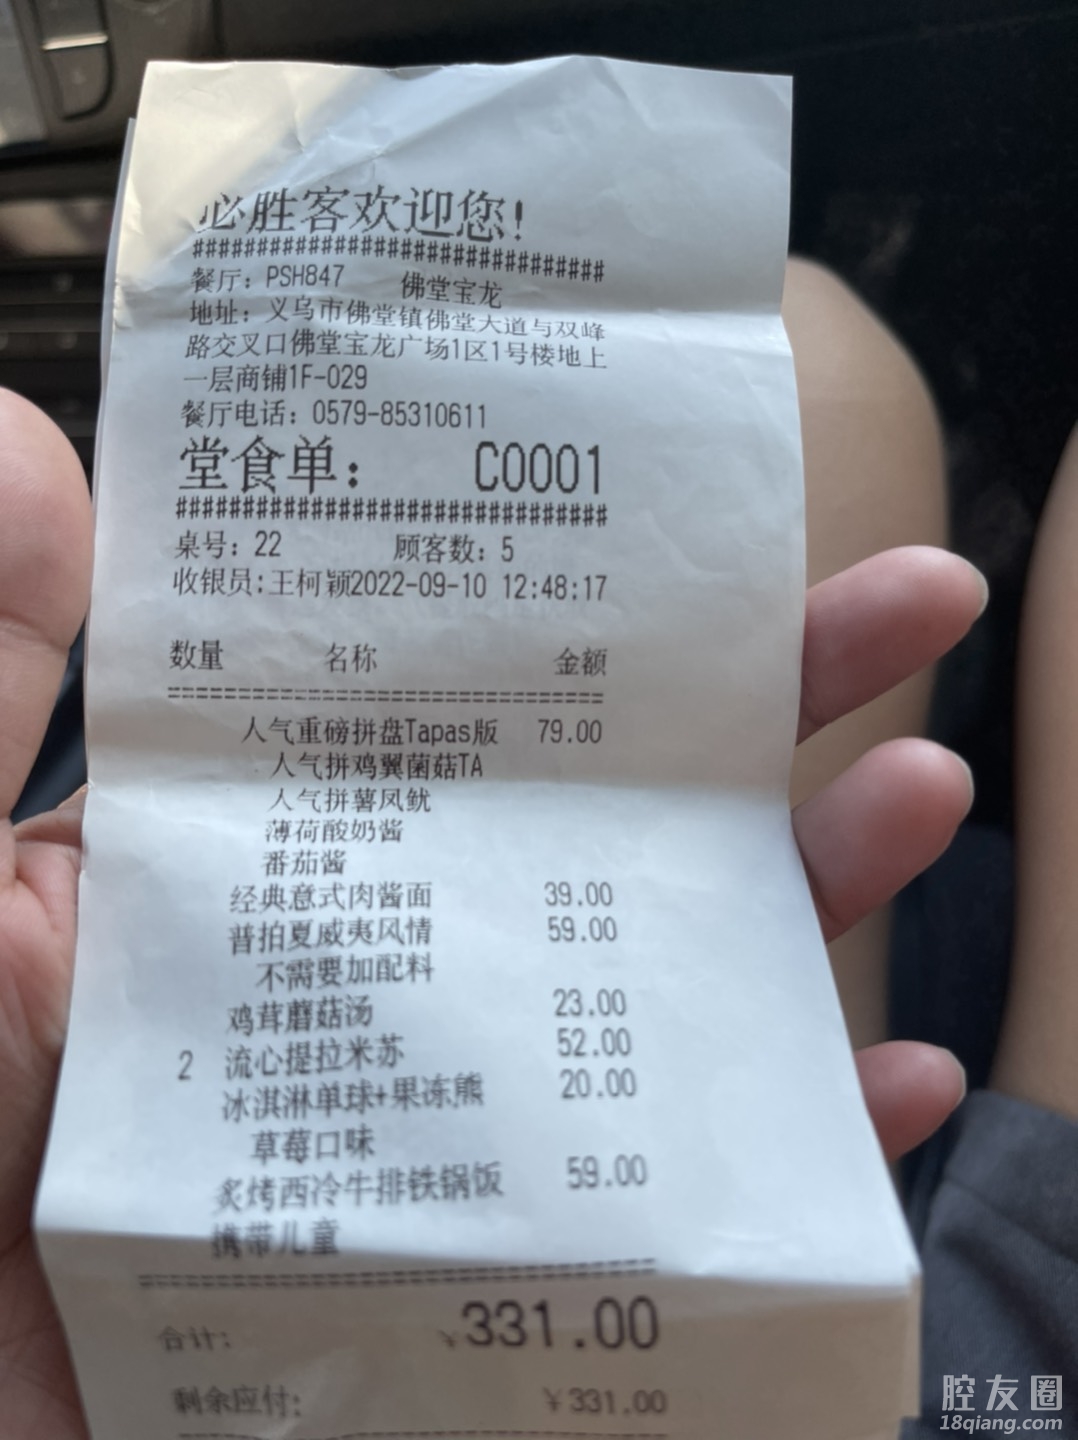 必胜客欢迎您!
################################
餐厅: PSH847 佛堂宝龙
地址: 义乌市佛堂镇佛堂大道与双峰
路交叉口佛堂宝龙广场1区1号楼地上
一层商铺1F-029
餐厅电话: 0579-85310611
堂食单: C0001
################################
桌号: 22 顾客数: 5
收银员:王柯颖2022-09-10 12:48:17
数量 名称 金额
================================
人气重磅拼盘Tapas版 79.00
人气拼鸡翼菌菇TA
人气拼薯凤鱿
薄荷酸奶酱
番茄酱
经典意式肉酱面 39.00
普拍夏威夷风情 59.00
不需要加配料
鸡茸蘑菇汤 23.00
2 流心提拉米苏 52.00
冰淇淋单球+果冻熊 20.00
草莓口味
炙烤西冷牛排铁锅饭 59.00
携带儿童
================================
合计: ¥331.00
剩余应付: ¥331.00
腔友圈
18qiang.com